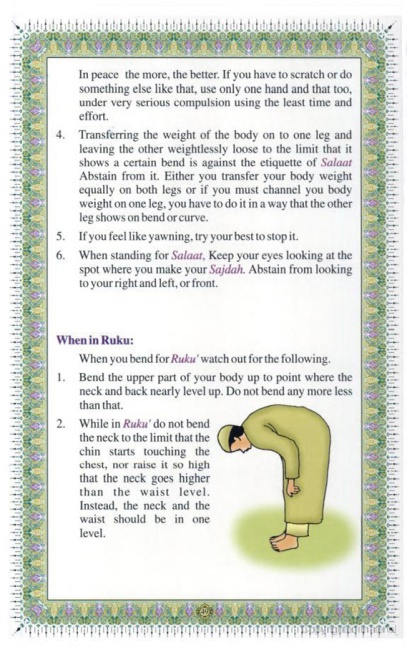 In peace the more, the better. If you have to scratch or do
something else like that, use only one hand and that too,
under very serious compulsion using the least time and
effort.
4. Transferring the weight of the body on to one leg and
leaving the other weightlessly loose to the limit that it
shows a certain bend is against the etiquette of Salaat
Abstain from it. Either you transfer your body weight
equally on both legs or if you must channel you body
weight on one leg, you have to do it in a way that the other
leg shows on bend or curve.
5. If you feel like yawning, try your best to stop it.
6. When standing for Salaat, Keep your eyes looking at the
spot where you make your Sajdah. Abstain from looking
to your right and left, or front.
When in Ruku:
When you bend for Ruku' watch out for the following.
1. Bend the upper part of your body up to point where the
neck and back nearly level up. Do not bend any more less
than that.
2. While in Ruku' do not bend
the neck to the limit that the
chin starts touching the
chest, nor raise it so high
that the neck goes higher
than the waist level.
Instead, the neck and the
waist should be in one
level.